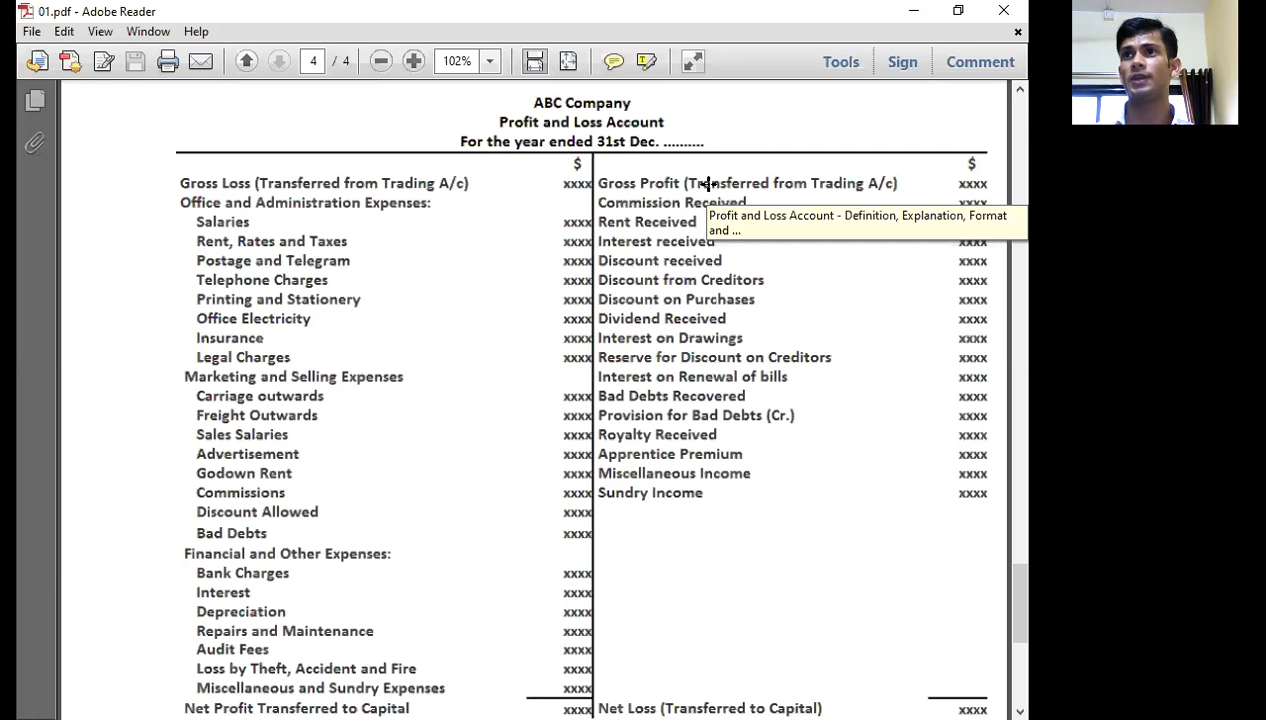 01.pdf - Adobe Reader
File Edit View Window Help
4 / 4 102% Tools Sign Comment
ABC Company
Profit and Loss Account
For the year ended 31st Dec. ..........
$ $
Gross Loss (Transferred from Trading A/c) xxxx Gross Profit (Transferred from Trading A/c) xxxx
Office and Administration Expenses: Commission Received xxxx
Profit and Loss Account - Definition, Explanation, Format
and ...
Salaries xxxx Rent Received
Rent, Rates and Taxes xxxx Interest received xxxx
Postage and Telegram xxxx Discount received xxxx
Telephone Charges xxxx Discount from Creditors xxxx
Printing and Stationery xxxx Discount on Purchases xxxx
Office Electricity xxxx Dividend Received xxxx
Insurance xxxx Interest on Drawings xxxx
Legal Charges xxxx Reserve for Discount on Creditors xxxx
Marketing and Selling Expenses Interest on Renewal of bills xxxx
Carriage outwards xxxx Bad Debts Recovered xxxx
Freight Outwards xxxx Provision for Bad Debts (Cr.) xxxx
Sales Salaries xxxx Royalty Received xxxx
Advertisement xxxx Apprentice Premium xxxx
Godown Rent xxxx Miscellaneous Income xxxx
Commissions xxxx Sundry Income xxxx
Discount Allowed xxxx
Bad Debts xxxx
Financial and Other Expenses:
Bank Charges xxxx
Interest xxxx
Depreciation xxxx
Repairs and Maintenance xxxx
Audit Fees xxxx
Loss by Theft, Accident and Fire xxxx
Miscellaneous and Sundry Expenses xxxx
Net Profit Transferred to Capital xxxx Net Loss (Transferred to Capital) xxxx